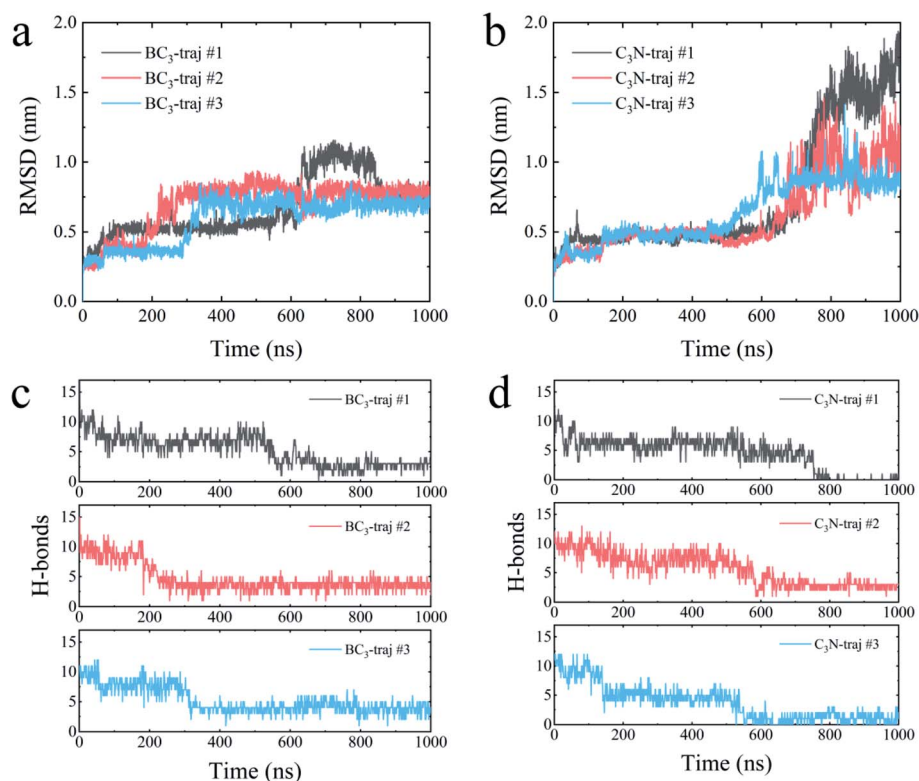 a
2.0
1.5
1.0
0.5
0.0
RMSD (nm)
BC₃-traj #1
BC₃-traj #2
BC₃-traj #3
0 200 400 600 800 1000
Time (ns)
b
2.0
1.5
1.0
0.5
0.0
RMSD (nm)
C₃N-traj #1
C₃N-traj #2
C₃N-traj #3
0 200 400 600 800 1000
Time (ns)
c
H-bonds
15
10
5
0
BC₃-traj #1
0 200 400 600 800 1000
15
10
5
0
BC₃-traj #2
0 200 400 600 800 1000
15
10
5
0
BC₃-traj #3
0 200 400 600 800 1000
Time (ns)
d
H-bonds
15
10
5
0
C₃N-traj #1
0 200 400 600 800 1000
15
10
5
0
C₃N-traj #2
0 200 400 600 800 1000
15
10
5
0
C₃N-traj #3
0 200 400 600 800 1000
Time (ns)